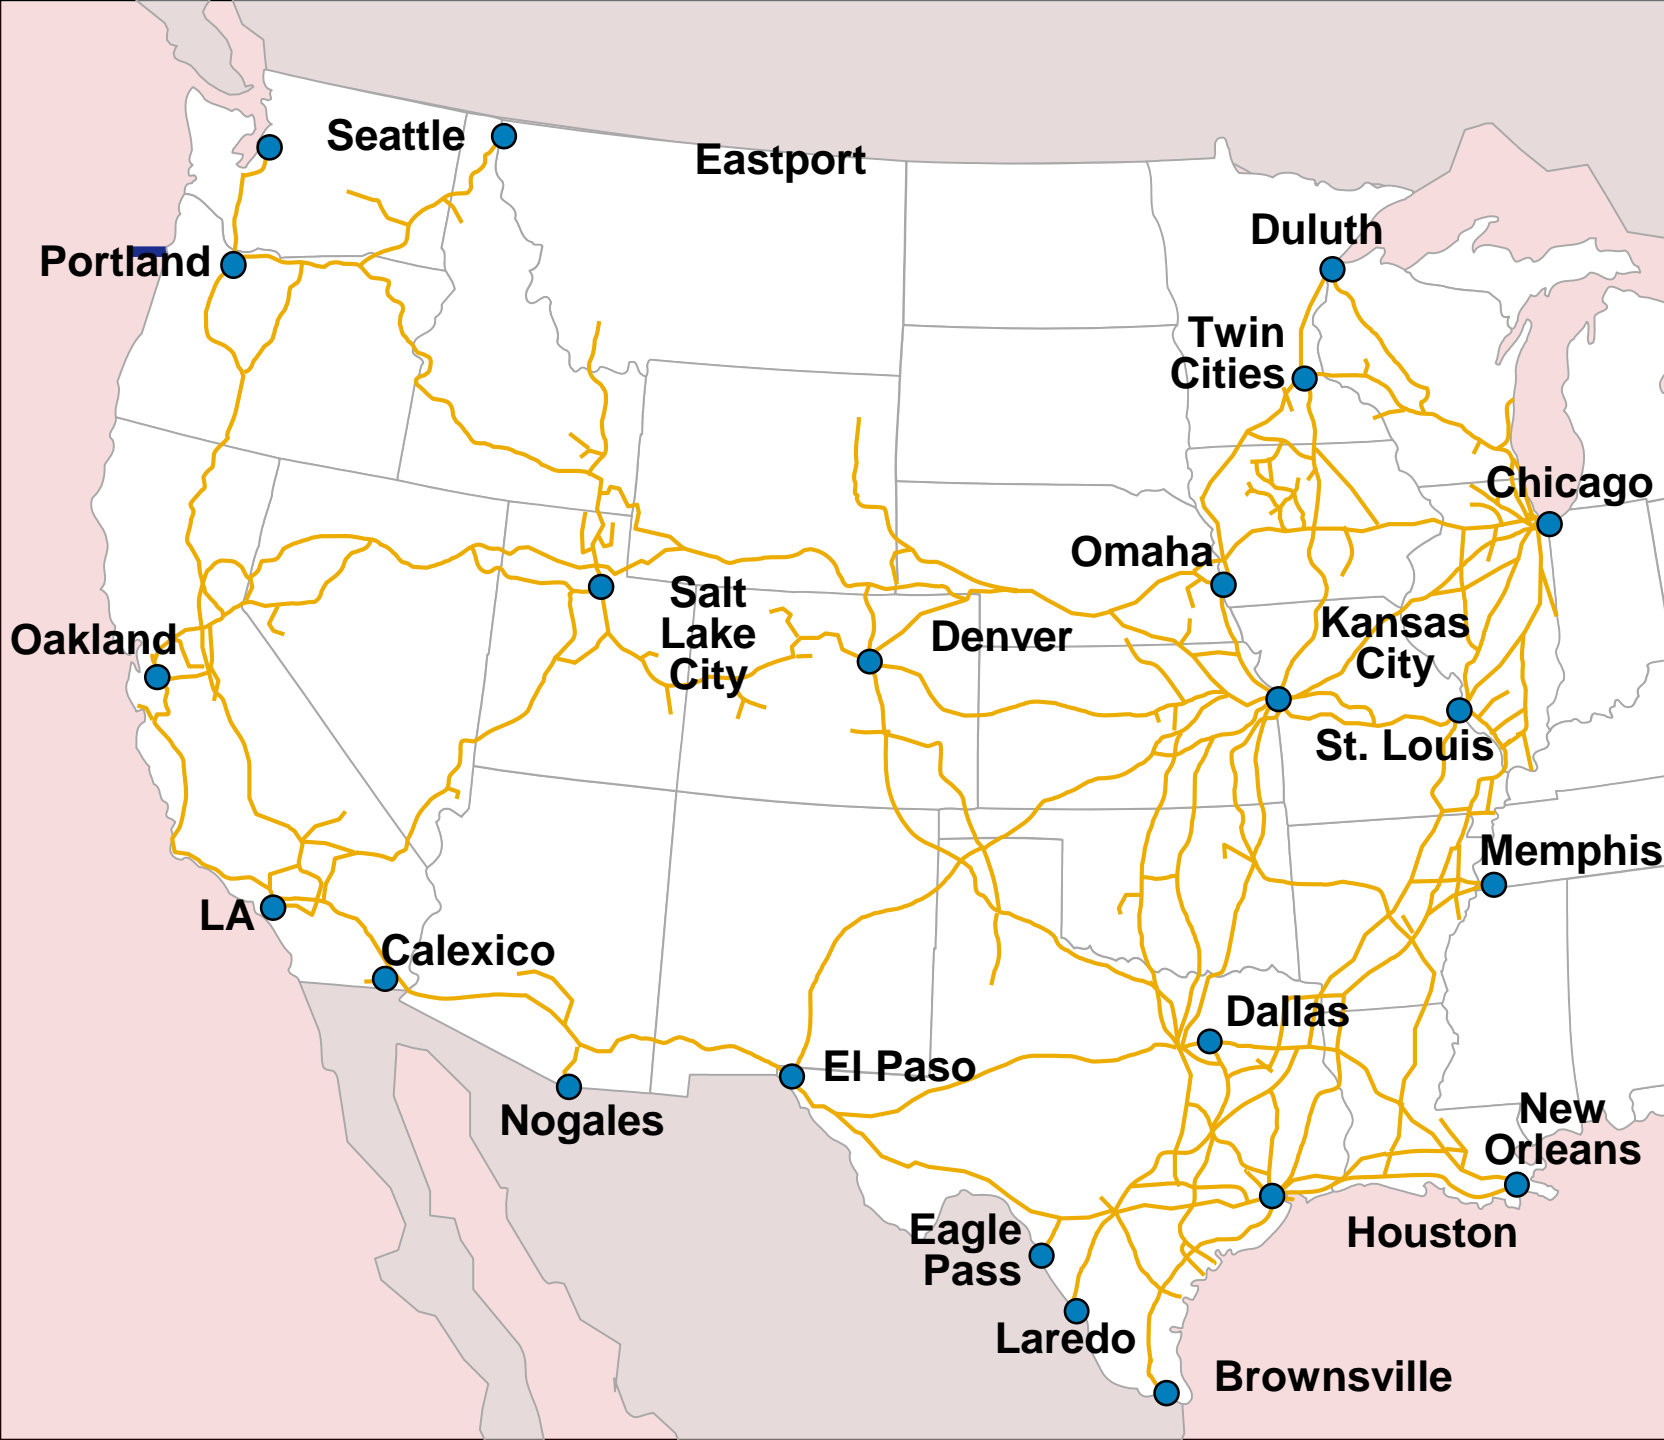 Seattle
Eastport
Portland
Duluth
Twin
Cities
Chicago
Omaha
Salt
Lake
City
Denver
Kansas
City
Oakland
St. Louis
Memphis
LA
Calexico
Dallas
El Paso
Nogales
New
Orleans
Eagle
Pass
Houston
Laredo
Brownsville